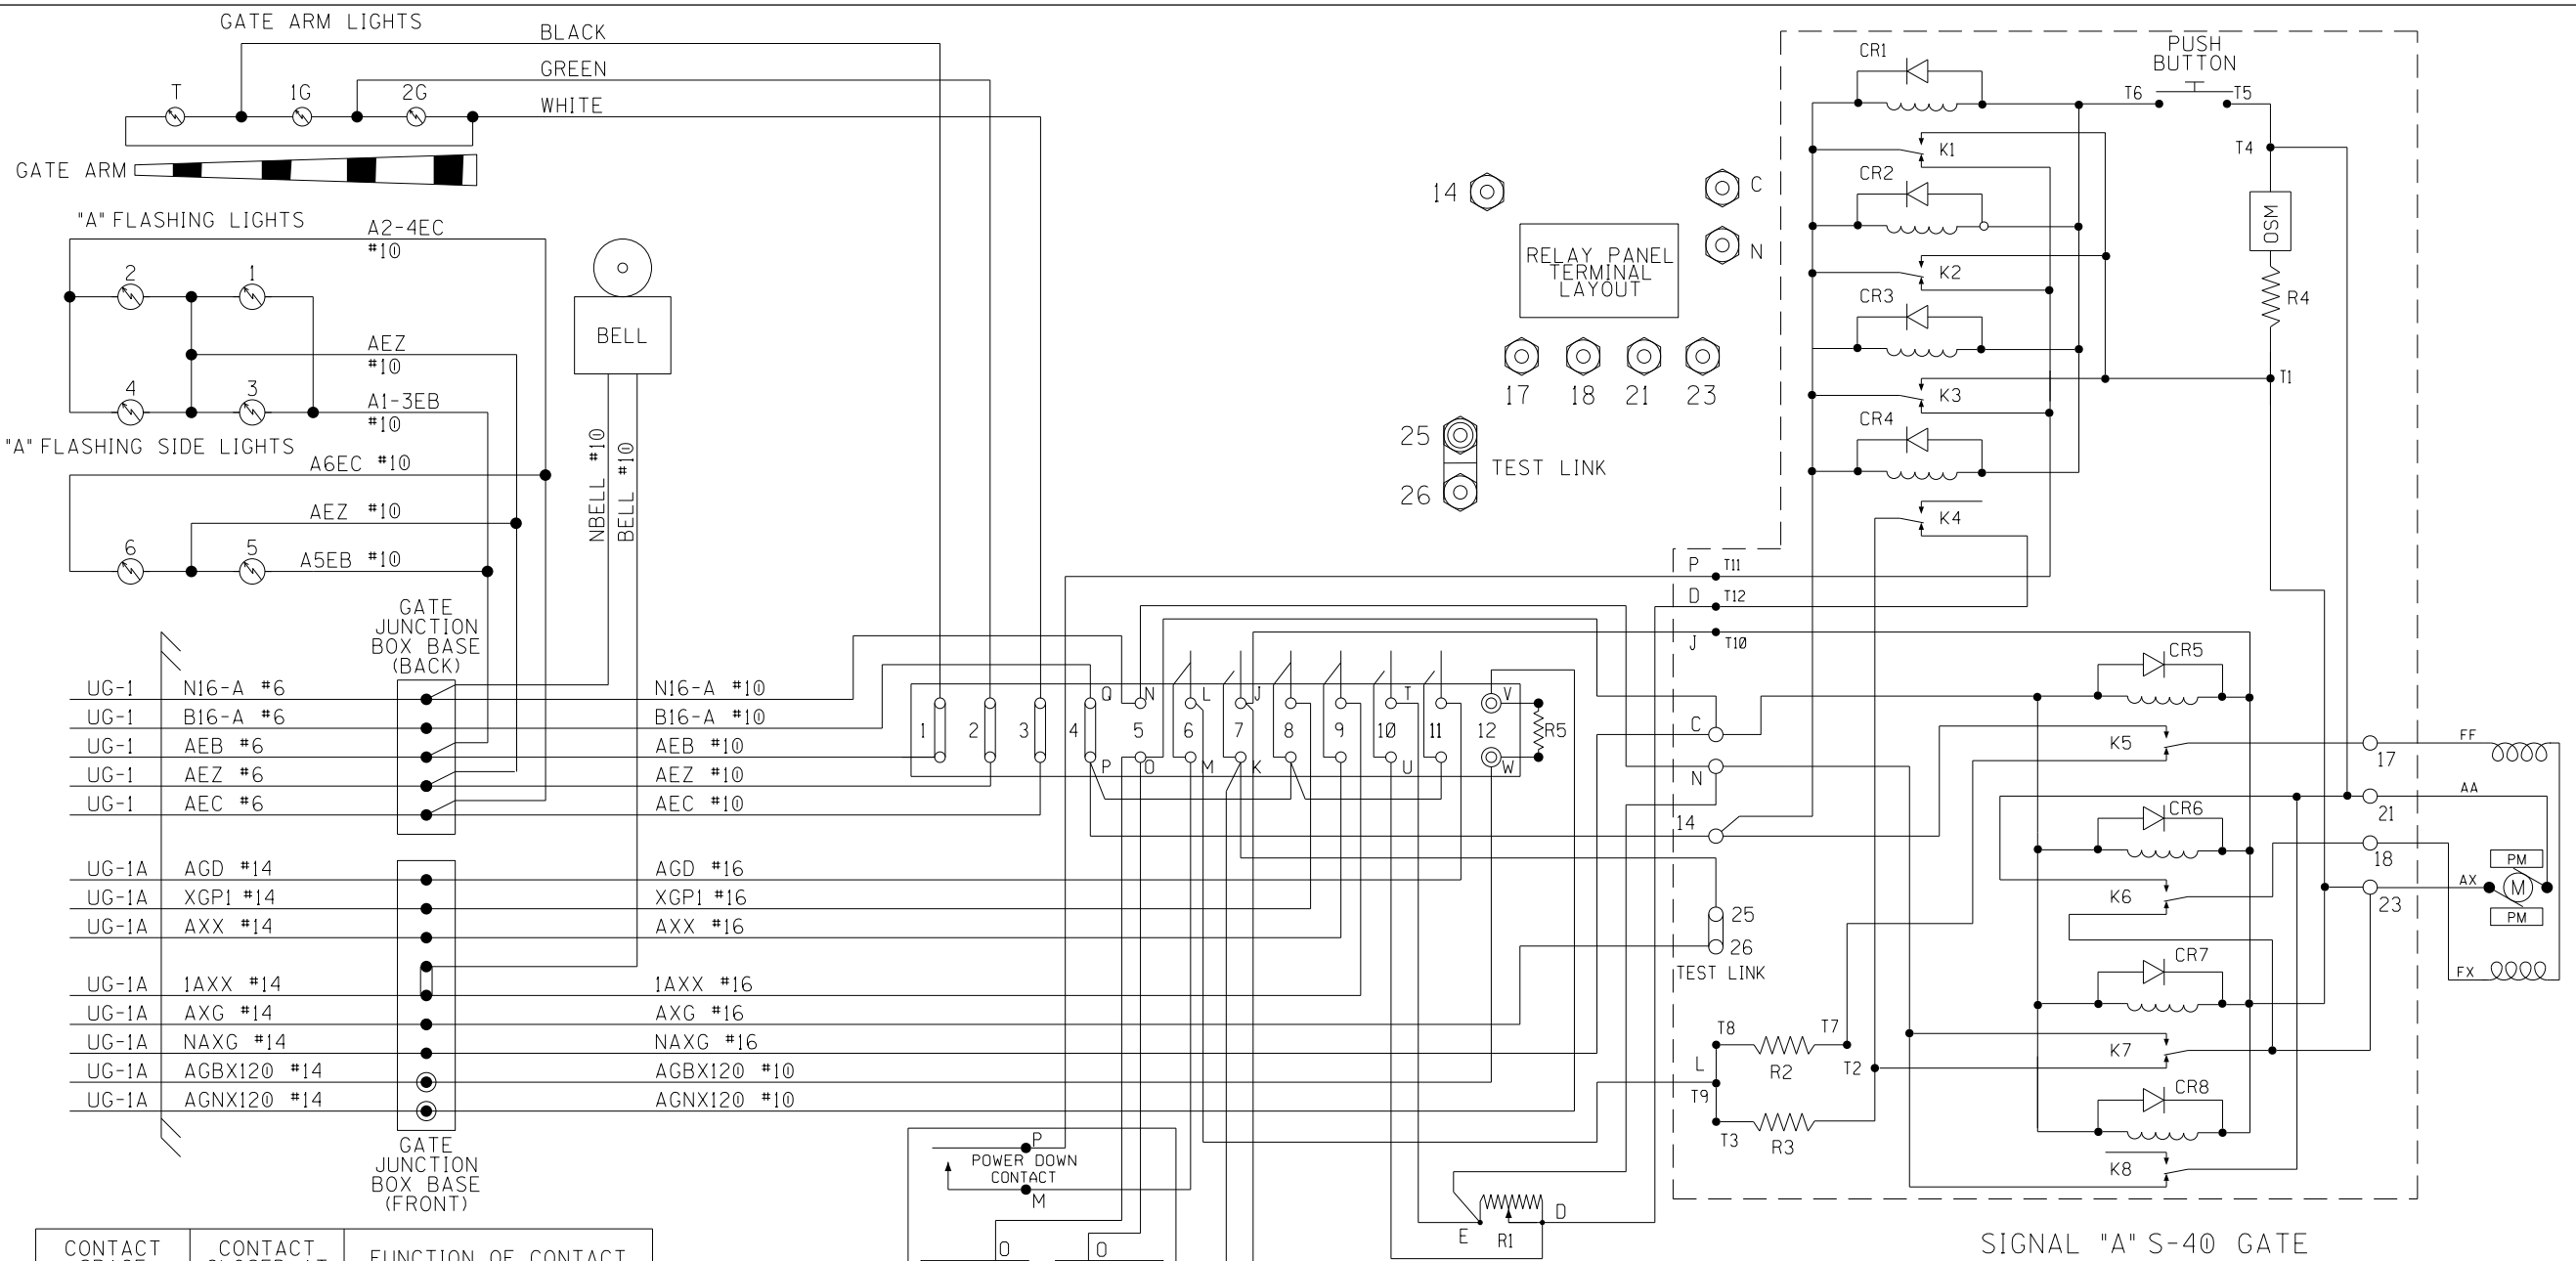 GATE ARM LIGHTS
BLACK
GREEN
WHITE
T
1G
2G
GATE ARM
"A" FLASHING LIGHTS
A2-4EC
#10
2
1
AEZ
#10
4
3
A1-3EB
#10
"A" FLASHING SIDE LIGHTS
A6EC #10
AEZ #10
6
5
A5EB #10
BELL
NBELL #10
BELL #10
GATE
JUNCTION
BOX BASE
(BACK)
UG-1 N16-A #6 N16-A #10
UG-1 B16-A #6 B16-A #10
UG-1 AEB #6 AEB #10
UG-1 AEZ #6 AEZ #10
UG-1 AEC #6 AEC #10
UG-1A AGD #14 AGD #16
UG-1A XGP1 #14 XGP1 #16
UG-1A AXX #14 AXX #16
UG-1A 1AXX #14 1AXX #16
UG-1A AXG #14 AXG #16
UG-1A NAXG #14 NAXG #16
UG-1A AGBX120 #14 AGBX120 #10
UG-1A AGNX120 #14 AGNX120 #10
GATE
JUNCTION
BOX BASE
(FRONT)
CONTACT
CONTACT
FUNCTION OF CONTACT
Q N L J T V
1 2 3 4 5 6 7 8 9 10 11 12 R5
P O M K U W
P
POWER DOWN
CONTACT
M
O
O
E
R1
D
14
C
N
RELAY PANEL
TERMINAL
LAYOUT
17 18 21 23
25
TEST LINK
26
CR1
PUSH
BUTTON
T6
T5
K1
T4
CR2
OSM
K2
CR3
R4
K3
T1
CR4
K4
P T11
D T12
J T10
CR5
C
K5
17
FF
N
21
AA
14
CR6
18
PM
K6
AX
M
23
PM
25
26
TEST LINK
CR7
FX
T8
T7
R2
K7
L
T2
T9
CR8
T3
R3
K8
SIGNAL "A" S-40 GATE